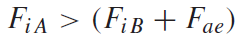 F_{iA} > (F_{iB} + F_{ae})